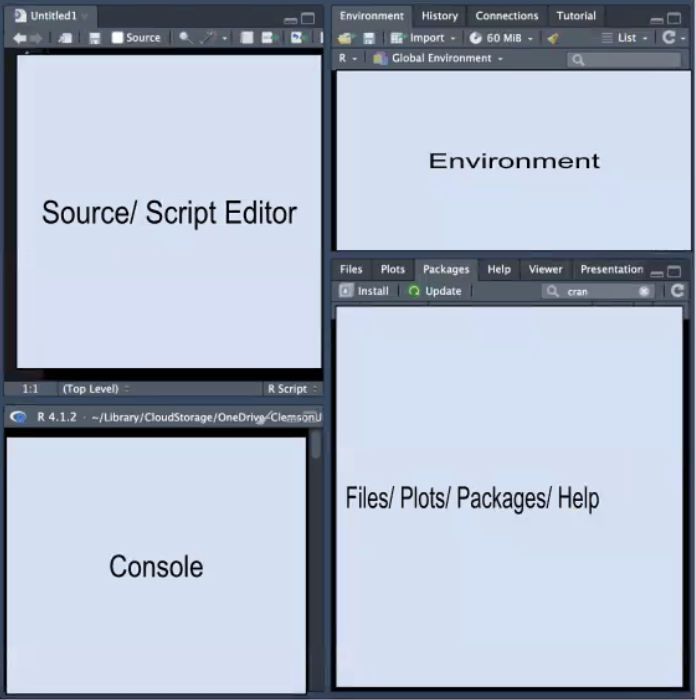 Untitled1
Source
Source/ Script Editor
1:1 (Top Level) R Script
R 4.1.2 · ~/Library/CloudStorage/OneDrive-ClemsonU
Console
Environment History Connections Tutorial
Import 60 MiB List
R Global Environment
Environment
Files Plots Packages Help Viewer Presentation
Install Update cran
Files/ Plots/ Packages/ Help